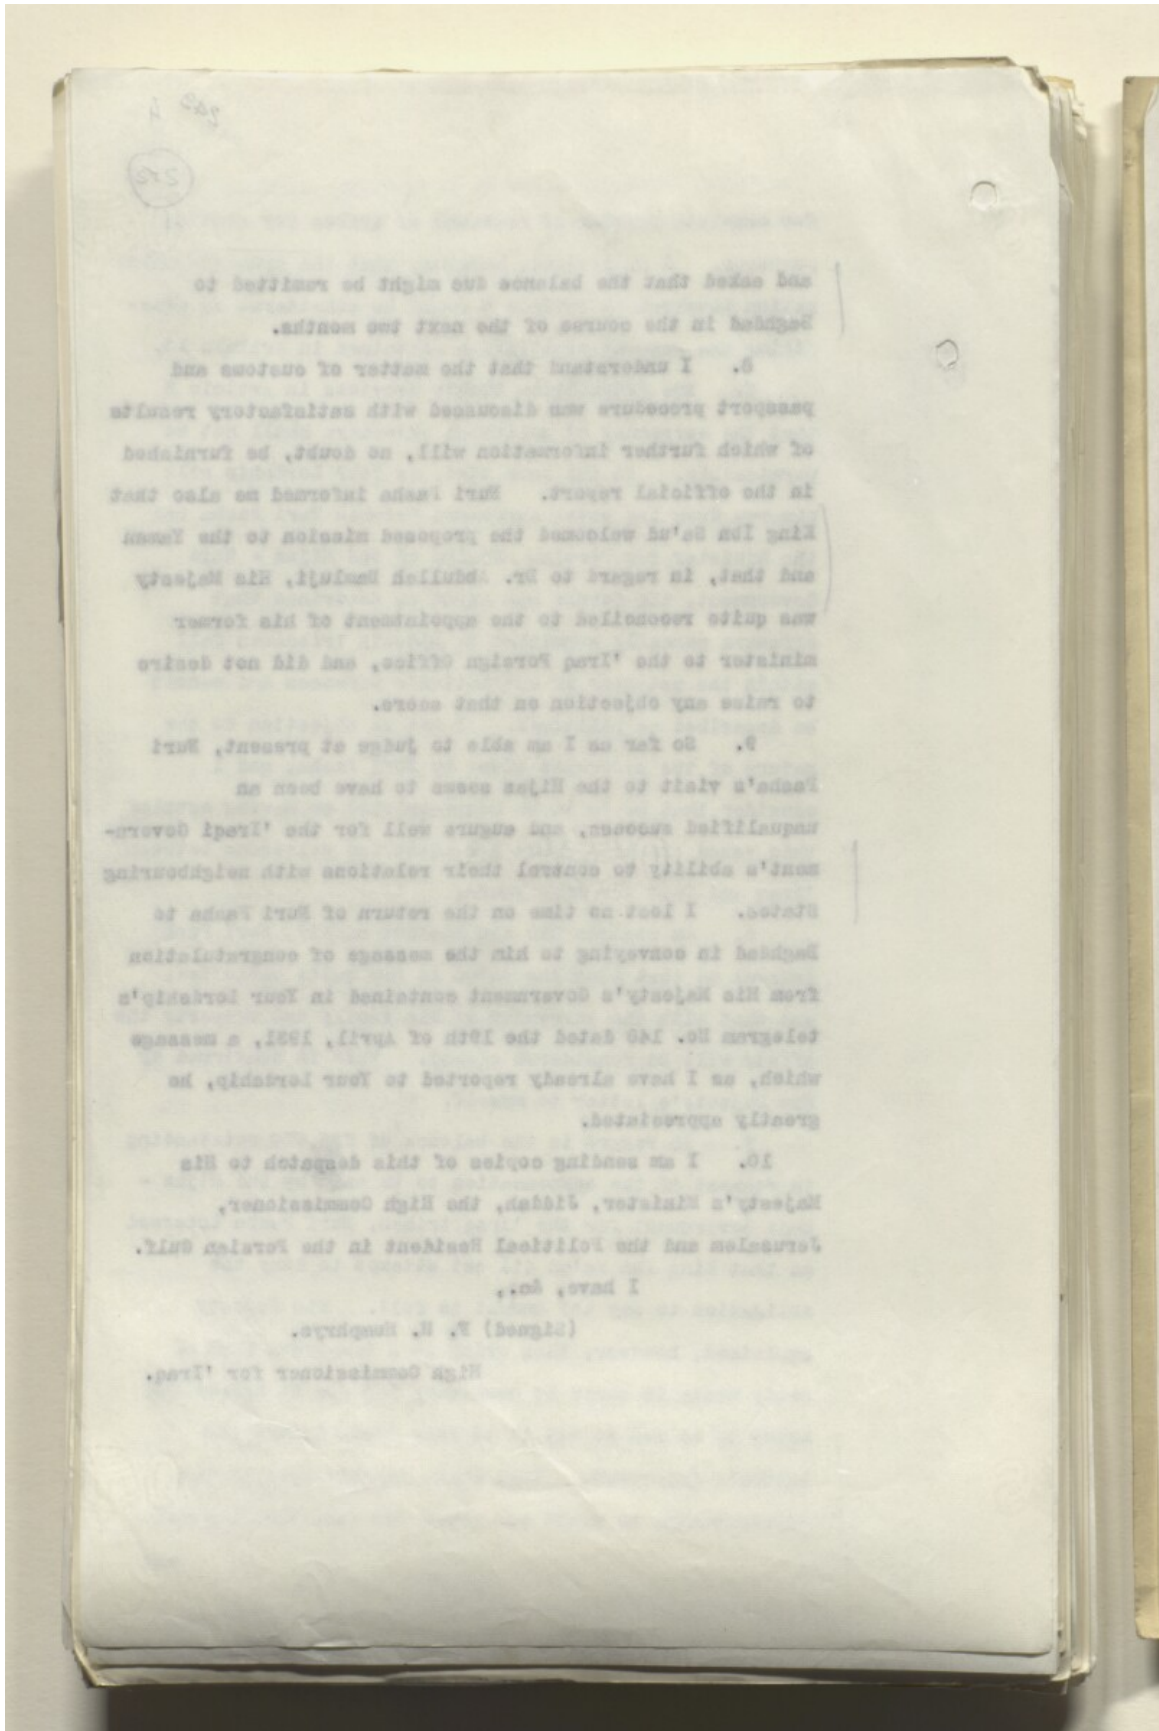 and asked that the balance due might be remitted to
Baghdad in the course of the next two months.
8. I understand that the matter of customs and
passport procedure was discussed with satisfactory results
of which further information will, no doubt, be furnished
in the official report. Nuri Pasha informed me also that
King Ibn Sa'ud welcomed the proposed mission to the Yaman
and that, in regard to Dr. Abdullah Damluji, His Majesty
was quite reconciled to the appointment of his former
minister to the 'Iraq Foreign Office, and did not desire
to raise any objection on that score.
9. So far as I am able to judge at present, Nuri
Pasha's visit to the Hijaz seems to have been an
unqualified success, and augurs well for the 'Iraqi Govern-
ment's ability to control their relations with neighbouring
States. I lost no time on the return of Nuri Pasha to
Baghdad in conveying to him the message of congratulation
from His Majesty's Government contained in Your Lordship's
telegram No. 140 dated the 19th of April, 1931, a message
which, as I have already reported to Your Lordship, he
greatly appreciated.
10. I am sending copies of this despatch to His
Majesty's Minister, Jiddah, the High Commissioner,
Jerusalem and the Political Resident in the Persian Gulf.
I have, &c.,
(Signed) F. H. Humphrys.
High Commissioner for 'Iraq.